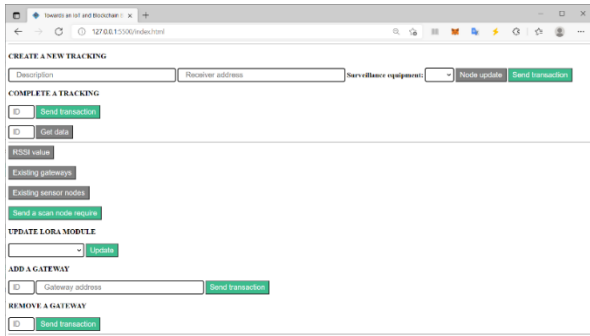 Towards an IoT and Blockchain
127.0.0.1:5500/index.html
CREATE A NEW TRACKING
Description Receiver address Surveillance equipment: Node update Send transaction
COMPLETE A TRACKING
ID Send transaction
ID Get data
RSSI value
Existing gateways
Existing sensor nodes
Send a scan node require
UPDATE LORA MODULE
Update
ADD A GATEWAY
ID Gateway address Send transaction
REMOVE A GATEWAY
ID Send transaction